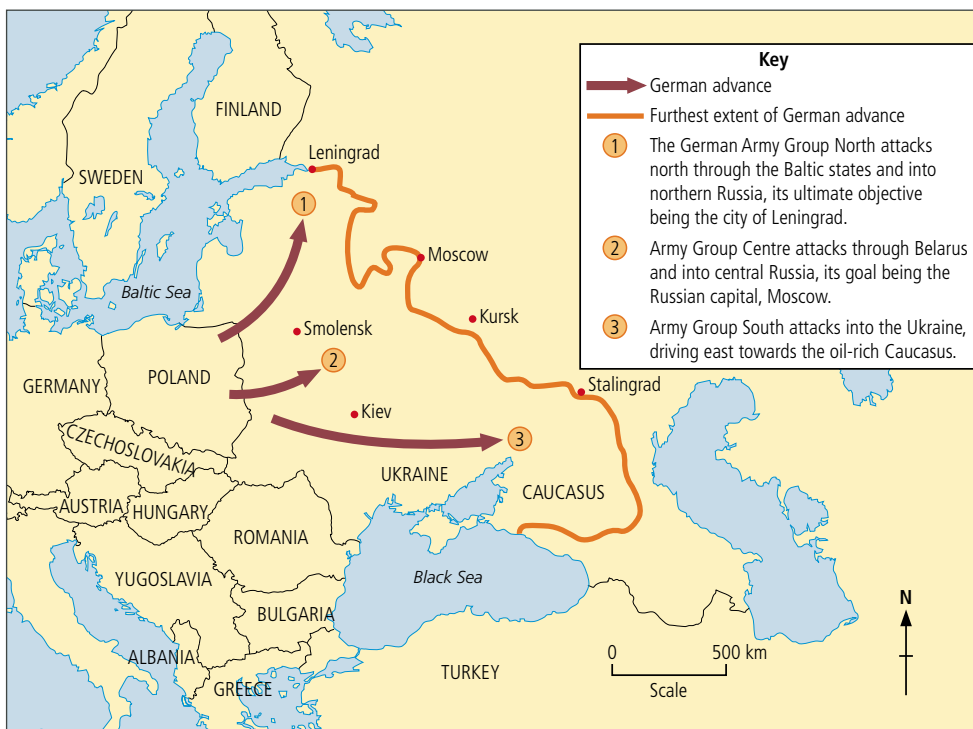 Key
German advance
Furthest extent of German advance
1
The German Army Group North attacks
north through the Baltic states and into
northern Russia, its ultimate objective
being the city of Leningrad.
2
Army Group Centre attacks through Belarus
and into central Russia, its goal being the
Russian capital, Moscow.
3
Army Group South attacks into the Ukraine,
driving east towards the oil-rich Caucasus.
FINLAND
Leningrad
SWEDEN
1
Moscow
Baltic Sea
Kursk
Smolensk
2
GERMANY
POLAND
Stalingrad
Kiev
3
CZECHOSLOVAKIA
UKRAINE
CAUCASUS
AUSTRIA
HUNGARY
ROMANIA
YUGOSLAVIA
Black Sea
BULGARIA
N
ALBANIA
GREECE
TURKEY
0 500 km
Scale